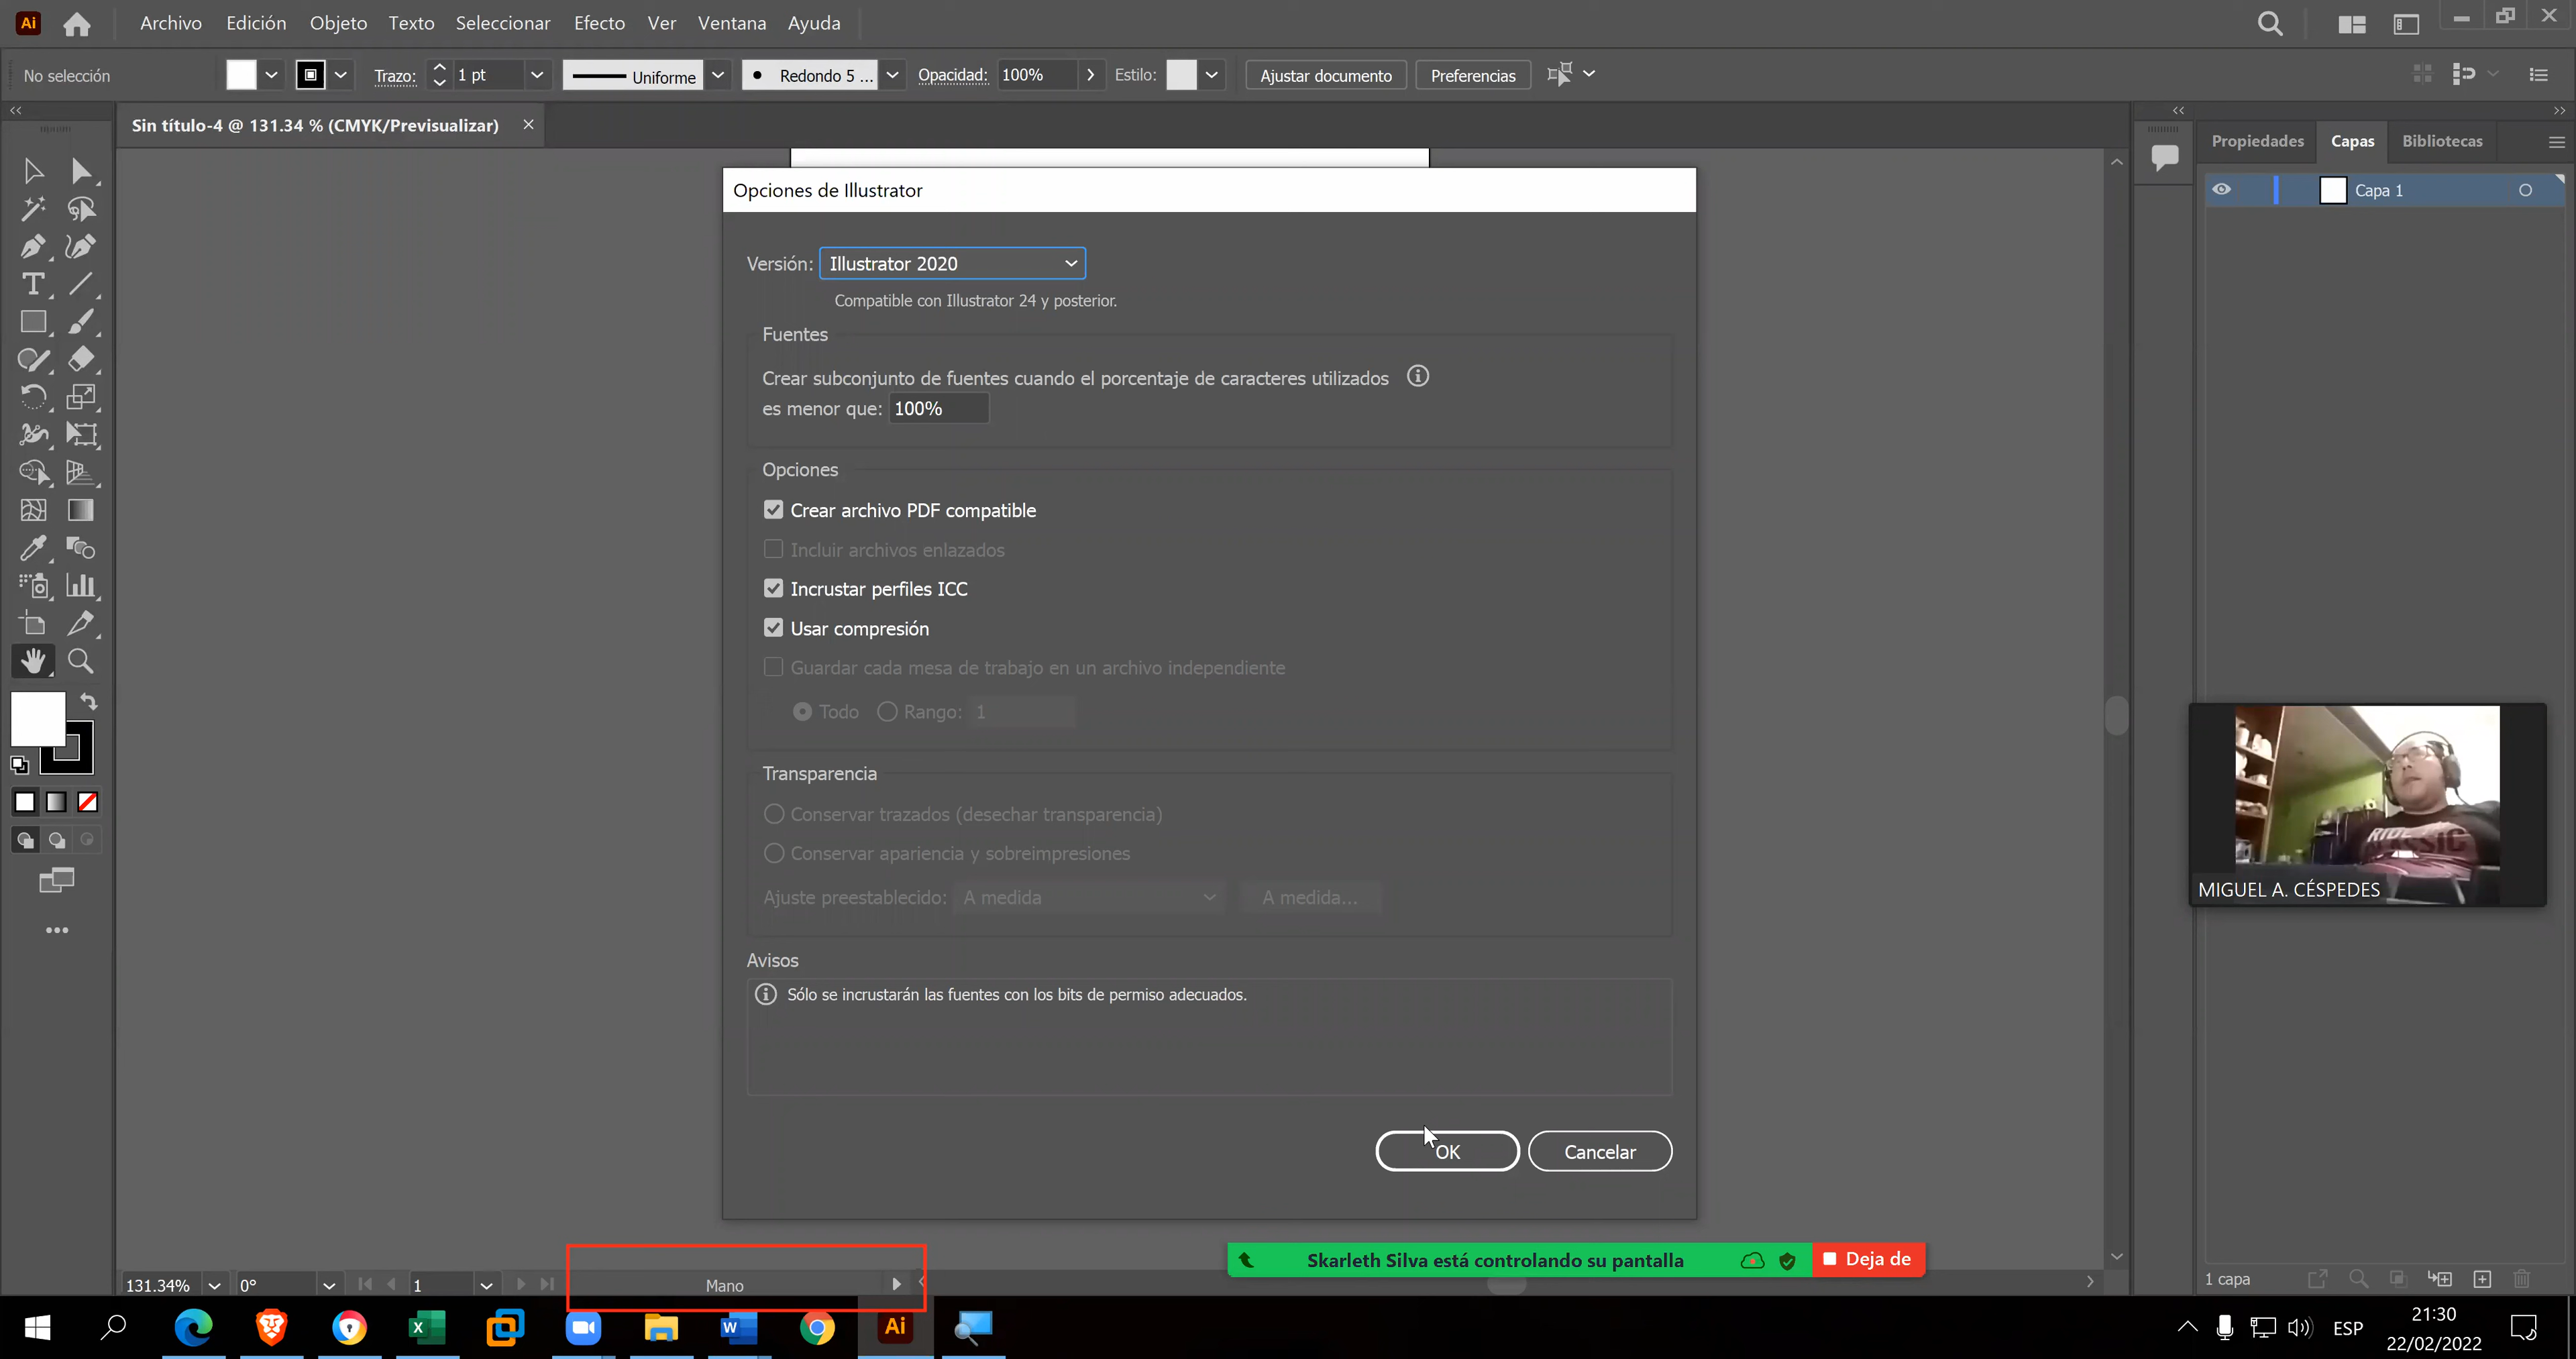 Ai
Archivo Edición Objeto Texto Seleccionar Efecto Ver Ventana Ayuda
No selección Trazo: 1 pt Uniforme Redondo 5 ... Opacidad: 100% Estilo: Ajustar documento Preferencias
Sin título-4 @ 131.34 % (CMYK/Previsualizar)
Propiedades Capas Bibliotecas
Capa 1
Opciones de Illustrator
Versión: Illustrator 2020
Compatible con Illustrator 24 y posterior.
Fuentes
Crear subconjunto de fuentes cuando el porcentaje de caracteres utilizados
es menor que: 100%
Opciones
Crear archivo PDF compatible
Incluir archivos enlazados
Incrustar perfiles ICC
Usar compresión
Guardar cada mesa de trabajo en un archivo independiente
Todo Rango: 1
Transparencia
Conservar trazados (desechar transparencia)
Conservar apariencia y sobreimpresiones
Ajuste preestablecido: A medida A medida...
Avisos
Sólo se incrustarán las fuentes con los bits de permiso adecuados.
OK Cancelar
MIGUEL A. CÉSPEDES
Skarleth Silva está controlando su pantalla Deja de
131.34% 0° 1 Mano
1 capa
ESP
21:30
22/02/2022